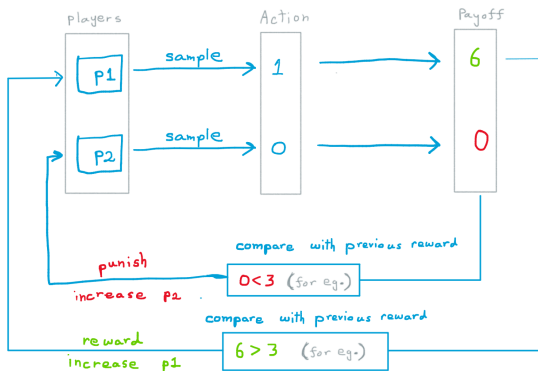 players
Action
Payoff
p1
sample
1
6
p2
sample
0
0
compare with previous reward
punish
0<3 (for eg.)
increase p2
compare with previous reward
reward
6>3 (for eg.)
increase p1